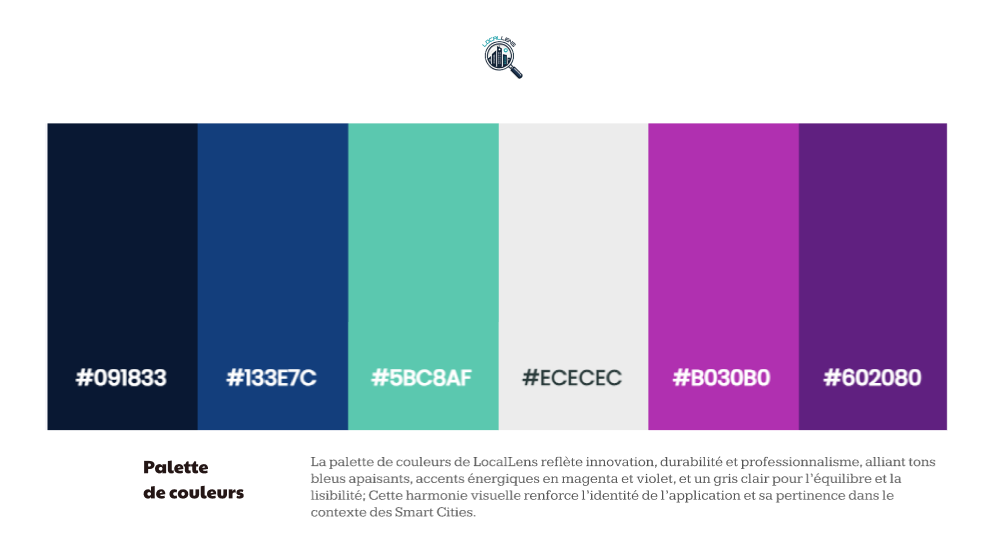 LOCAL LENS
#091833
#133E7C
#5BC8AF
#ECECEC
#B030B0
#602080
Palette
de couleurs
La palette de couleurs de LocalLens reflète innovation, durabilité et professionnalisme, alliant tons
bleus apaisants, accents énergiques en magenta et violet, et un gris clair pour l'équilibre et la
lisibilité; Cette harmonie visuelle renforce l'identité de l'application et sa pertinence dans le
contexte des Smart Cities.